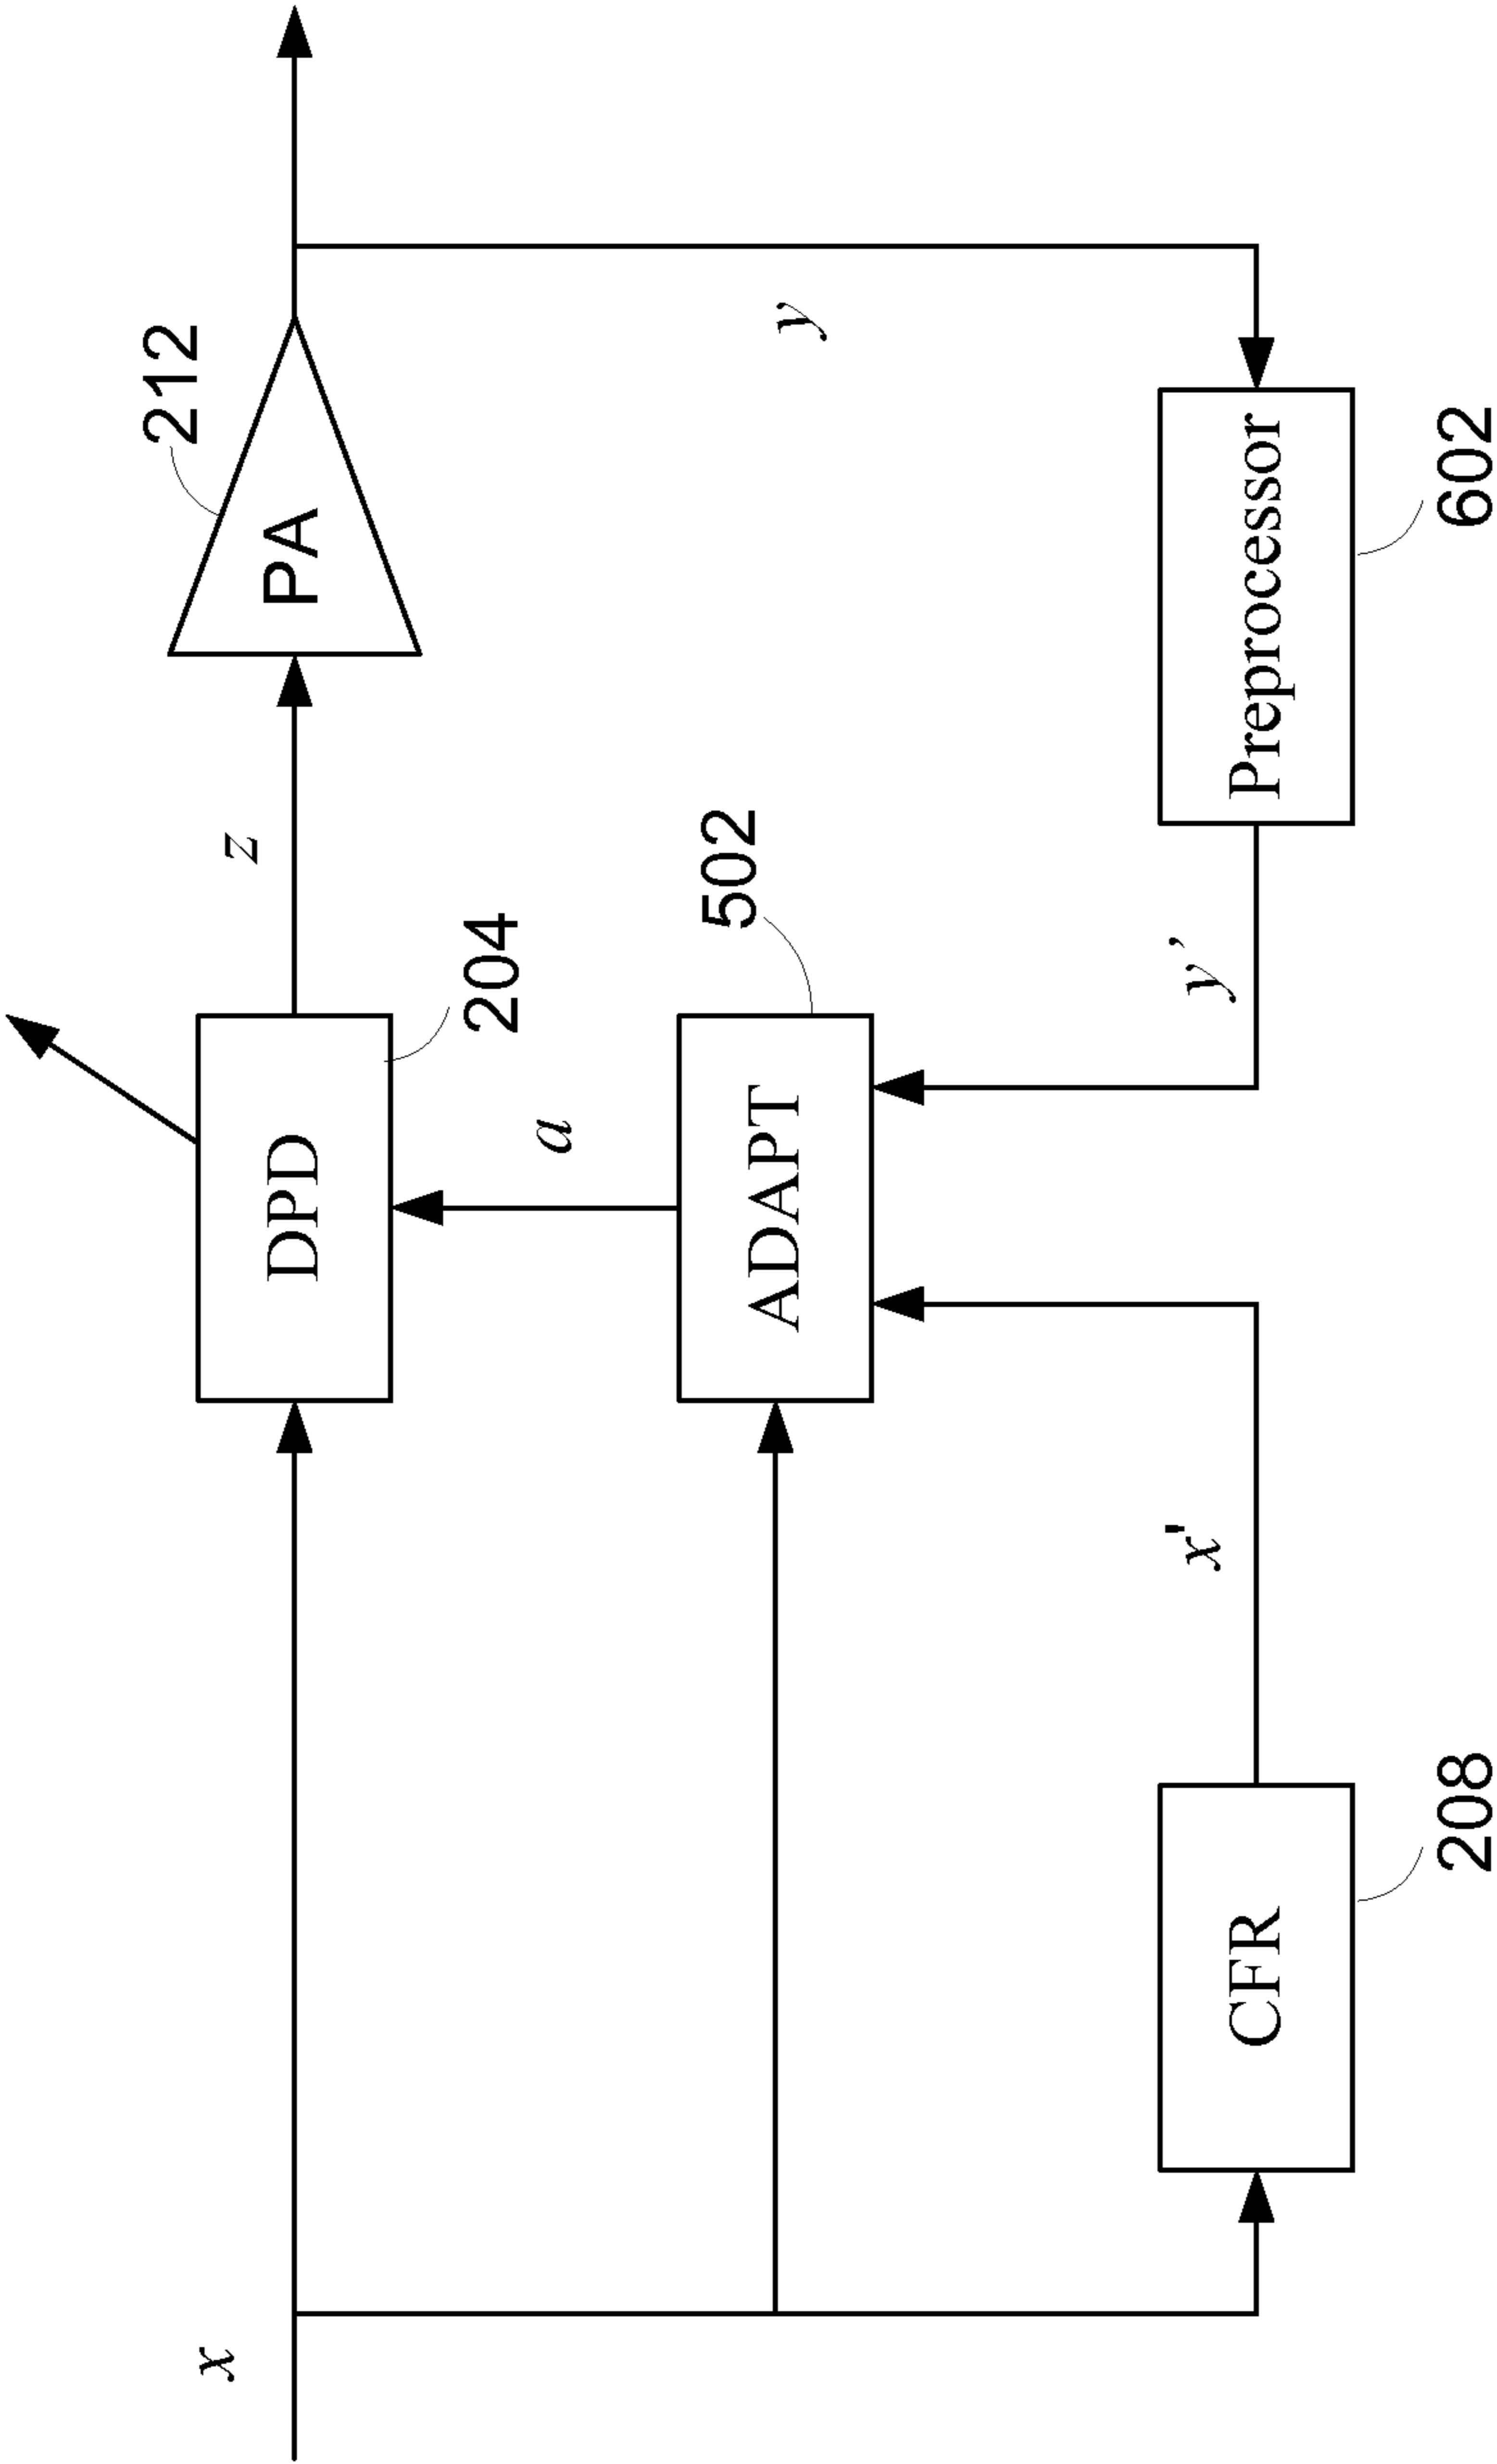 212
PA
z
DPD
204
y
a
502
ADAPT
x
y’
Preprocessor
602
x'
CFR
208